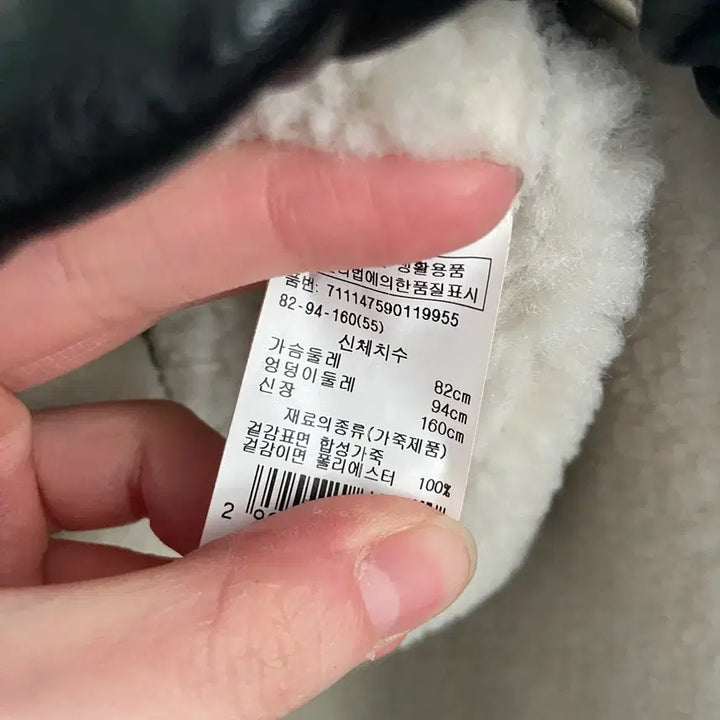 생활용품
법에의한품질표시
품번: 711147590119955
82-94-160(55)
신체치수
가슴둘레 82cm
엉덩이둘레 94cm
신장 160cm
재료의종류(가죽제품)
겉감표면 합성가죽
겉감이면 폴리에스터 100%
2